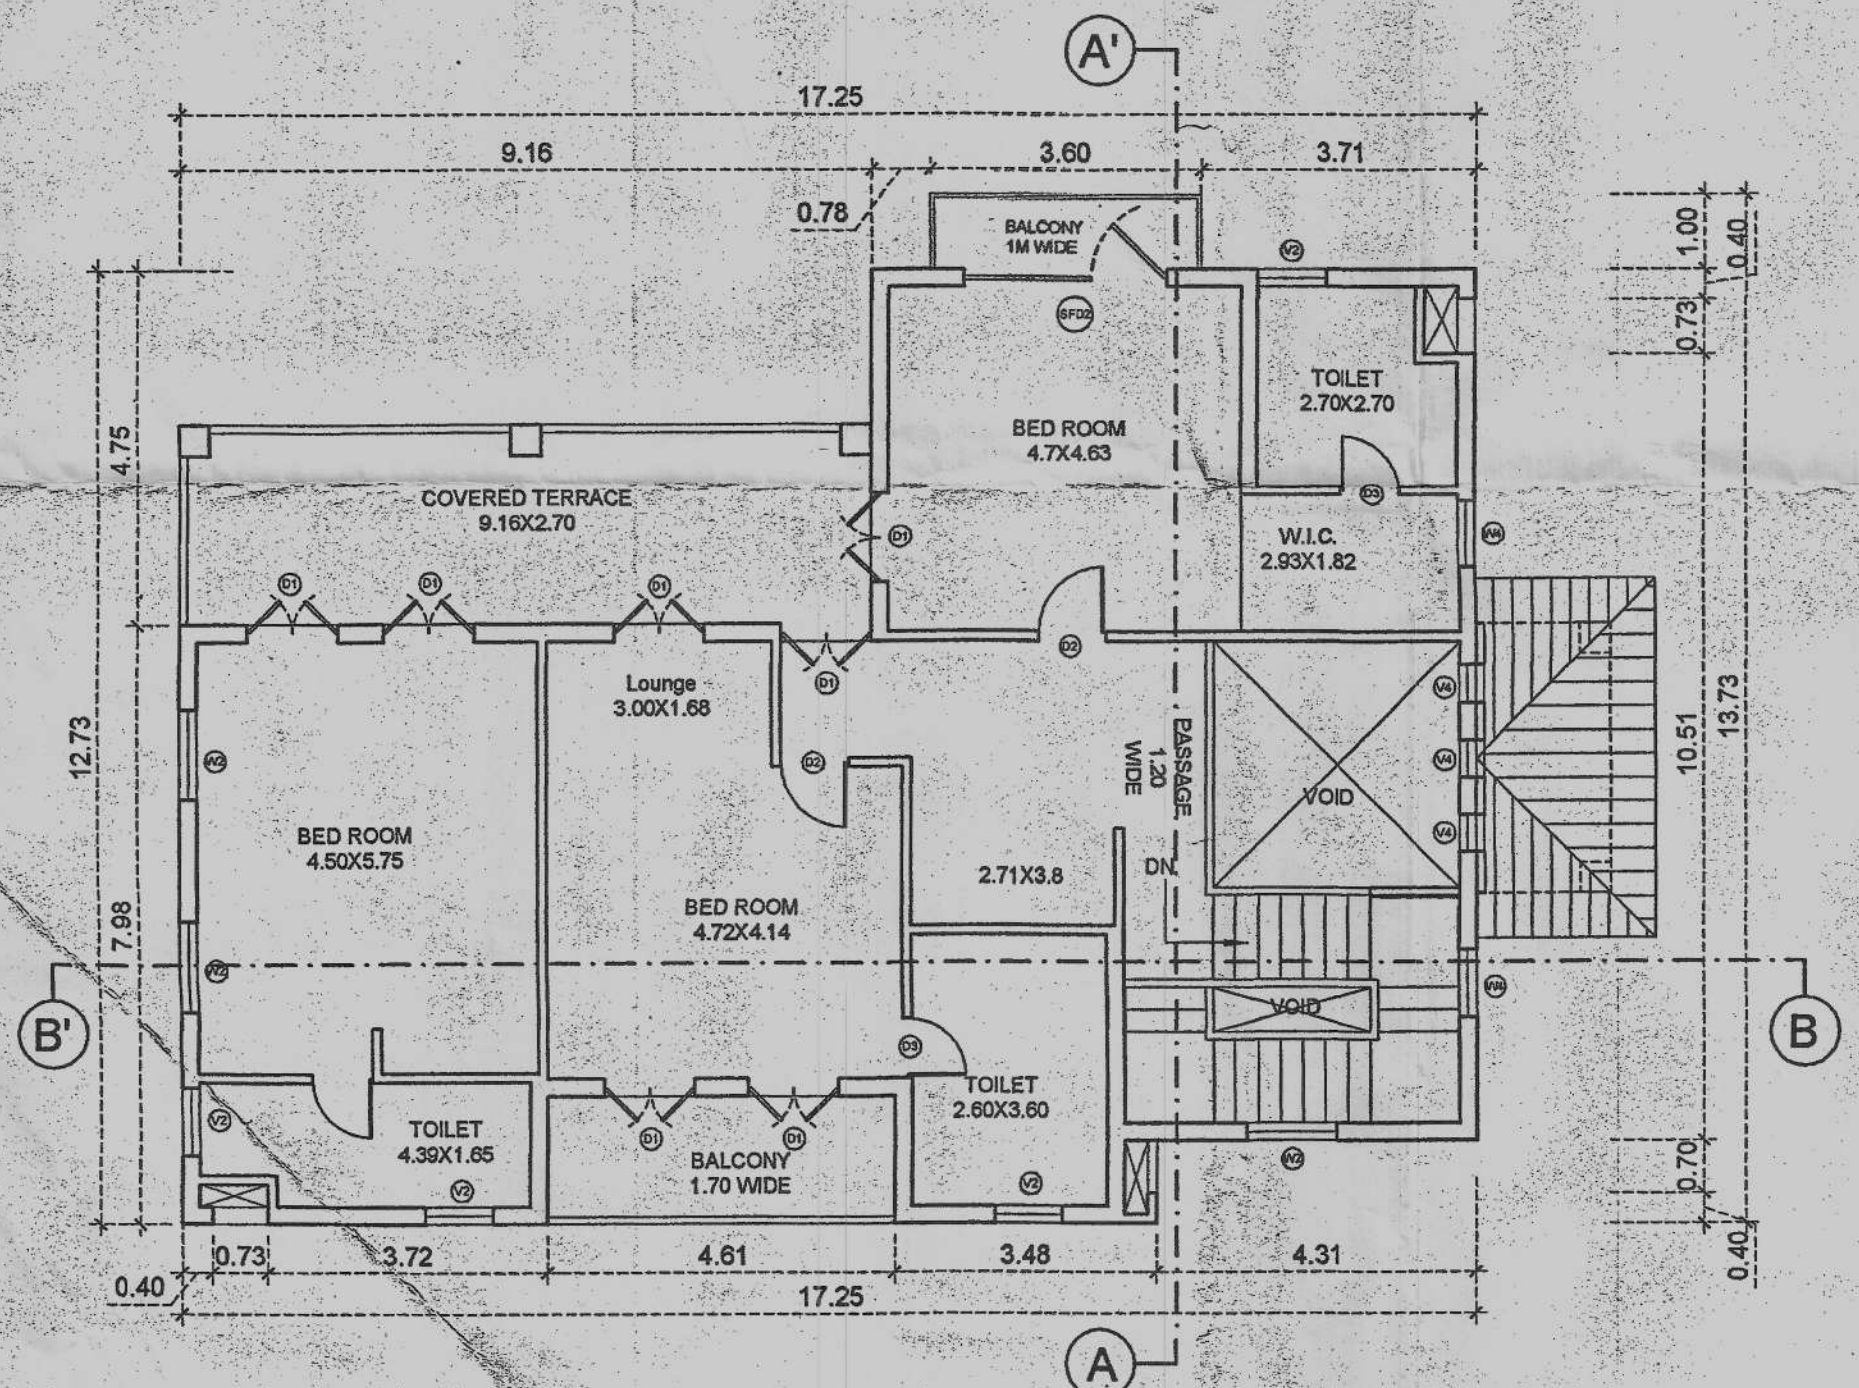 A'
17.25
9.16
3.60
3.71
0.78
BALCONY
1M WIDE
V2
1.00
0.40
SFD2
0.73
TOILET
2.70X2.70
BED ROOM
4.7X4.63
4.75
COVERED TERRACE
9.16X2.70
D3
D1
W.I.C.
2.93X1.82
W4
D1
D1
D1
D2
Lounge
3.00X1.68
D1
V4
12.73
PASSAGE
1.20
WIDE
10.51
13.73
W2
D2
V4
VOID
V4
BED ROOM
4.50X5.75
DN
2.71X3.8
7.98
BED ROOM
4.72X4.14
W2
W4
VOID
B'
B
D3
TOILET
2.60X3.60
V2
TOILET
4.39X1.65
D1
D1
BALCONY
1.70 WIDE
W2
0.70
V2
V2
0.73
3.72
4.61
3.48
4.31
0.40
0.40
17.25
A